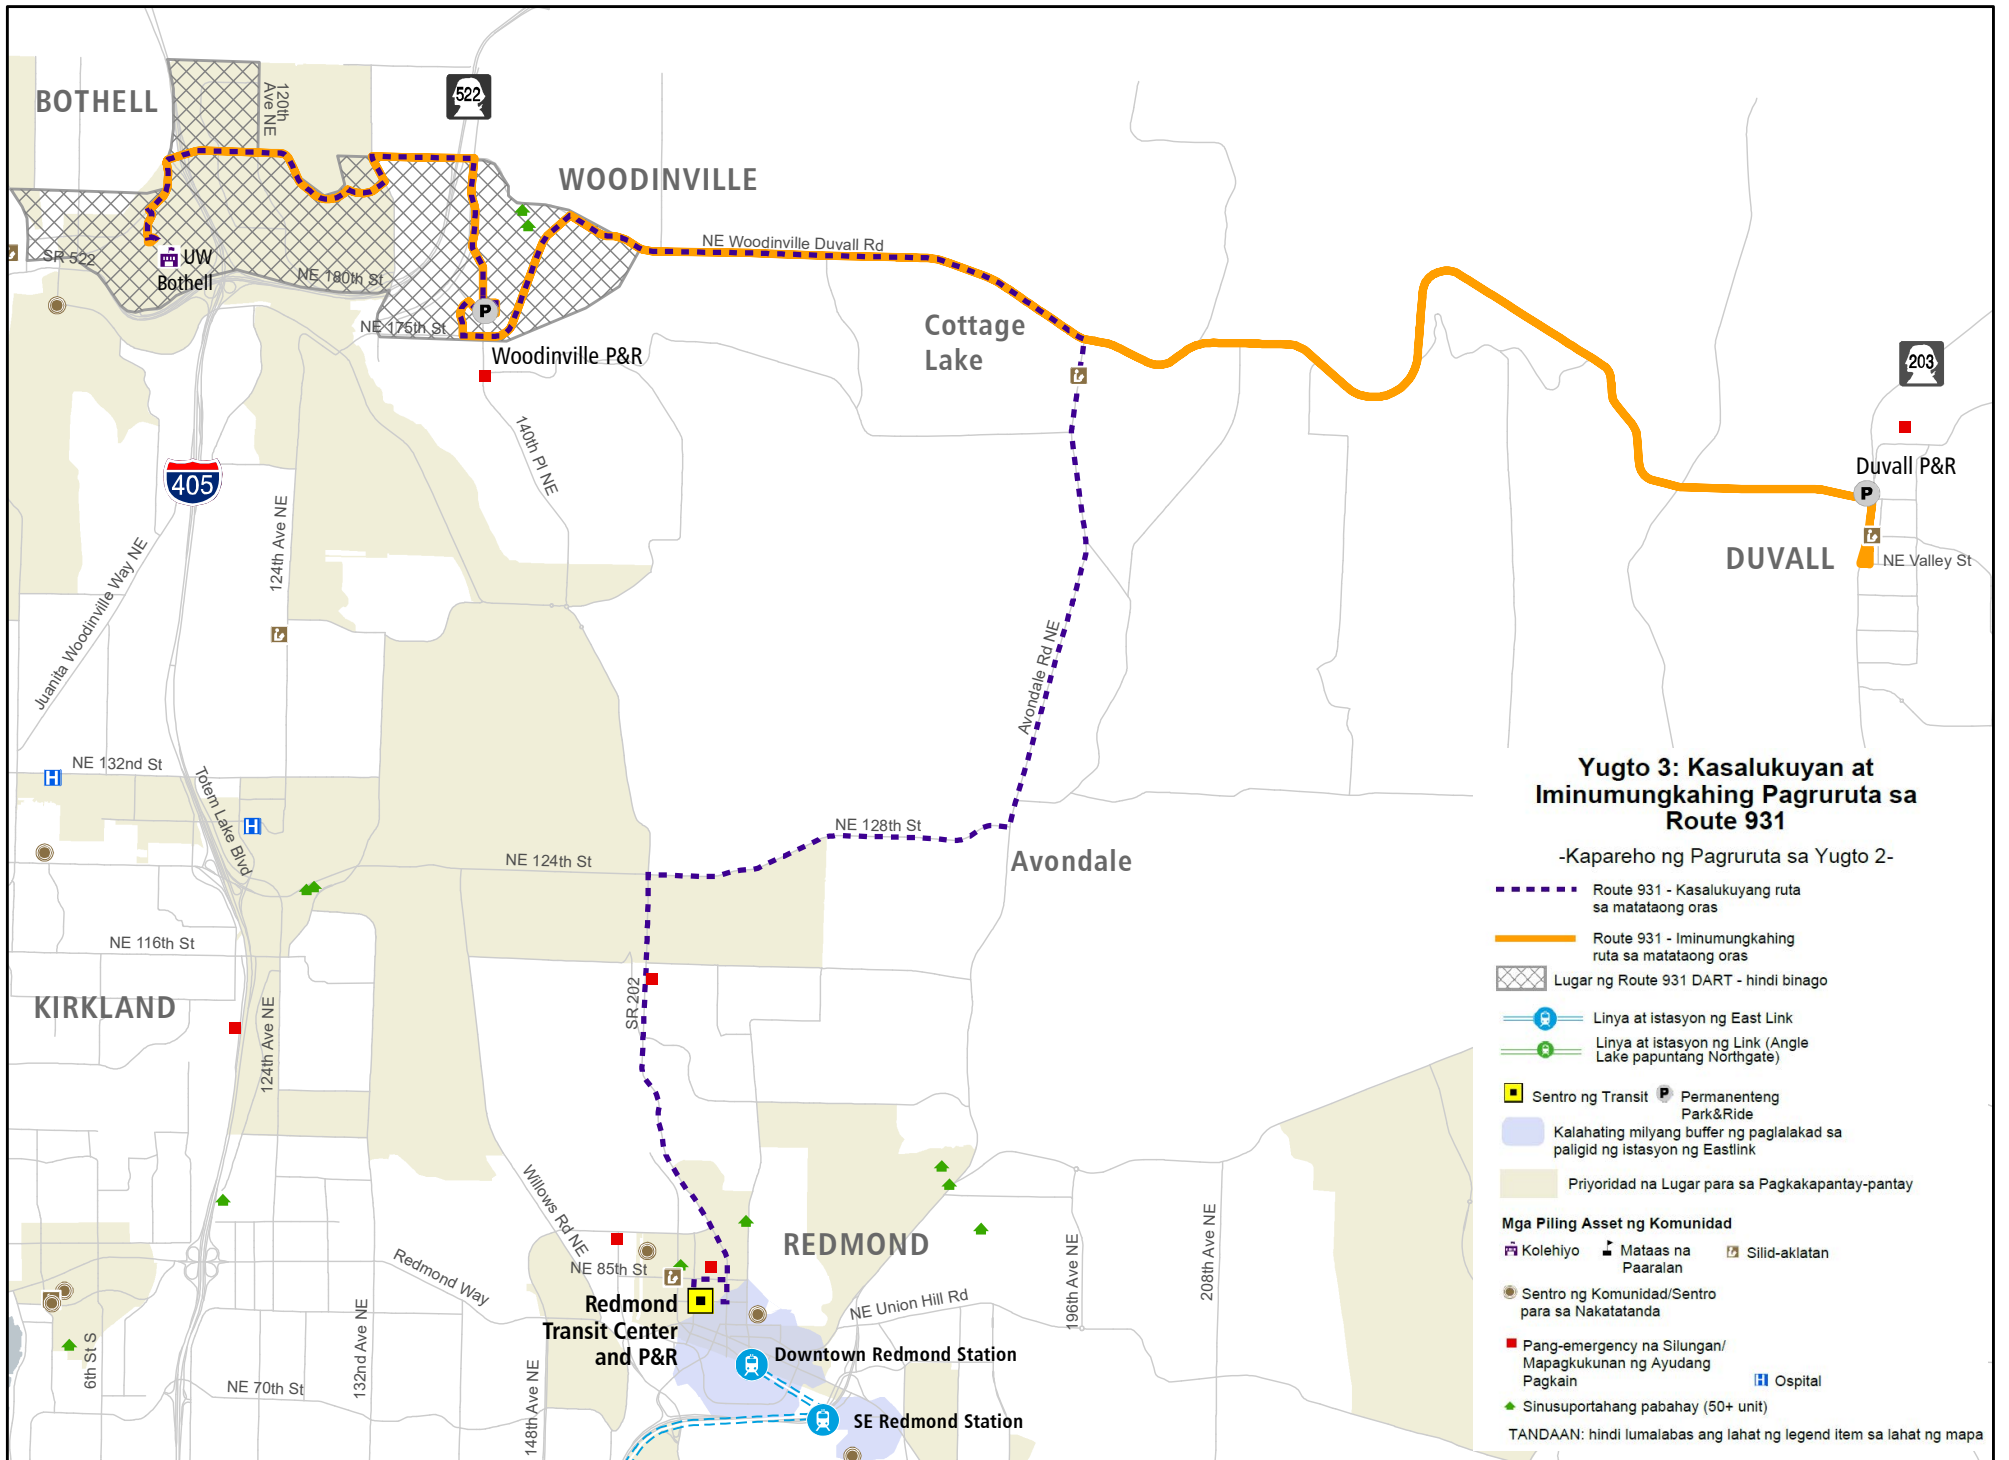 BOTHELL
120th
Ave NE
522
WOODINVILLE
UW
Bothell
SR 522
NE 180th St
NE 175th St
Woodinville P&R
NE Woodinville Duvall Rd
Cottage
Lake
203
Duvall P&R
DUVALL
NE Valley St
140th Pl NE
405
124th Ave NE
Juanita Woodinville Way NE
Avondale Rd NE
NE 132nd St
Totem Lake Blvd
NE 128th St
NE 124th St
Avondale
NE 116th St
KIRKLAND
124th Ave NE
SR 202
Willows Rd NE
REDMOND
NE 85th St
Redmond Way
Redmond
Transit Center
and P&R
NE Union Hill Rd
196th Ave NE
208th Ave NE
Downtown Redmond Station
SE Redmond Station
6th St S
132nd Ave NE
NE 70th St
148th Ave NE
Yugto 3: Kasalukuyan at
Iminumungkahing Pagruruta sa
Route 931
-Kapareho ng Pagruruta sa Yugto 2-
Route 931 - Kasalukuyang ruta
sa matataong oras
Route 931 - Iminumungkahing
ruta sa matataong oras
Lugar ng Route 931 DART - hindi binago
Linya at istasyon ng East Link
Linya at istasyon ng Link (Angle
Lake papuntang Northgate)
Sentro ng Transit
P Permanenteng
Park&Ride
Kalahating milyang buffer ng paglalakad sa
paligid ng istasyon ng Eastlink
Priyoridad na Lugar para sa Pagkakapantay-pantay
Mga Piling Asset ng Komunidad
Kolehiyo
Mataas na
Paaralan
Silid-aklatan
Sentro ng Komunidad/Sentro
para sa Nakatatanda
Pang-emergency na Silungan/
Mapagkukunan ng Ayudang
Pagkain
H Ospital
Sinusuportahang pabahay (50+ unit)
TANDAAN: hindi lumalabas ang lahat ng legend item sa lahat ng mapa